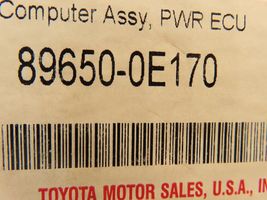 Computer Assy, PWR ECU
89650-0E170
TOYOTA MOTOR SALES, U.S.A., IN